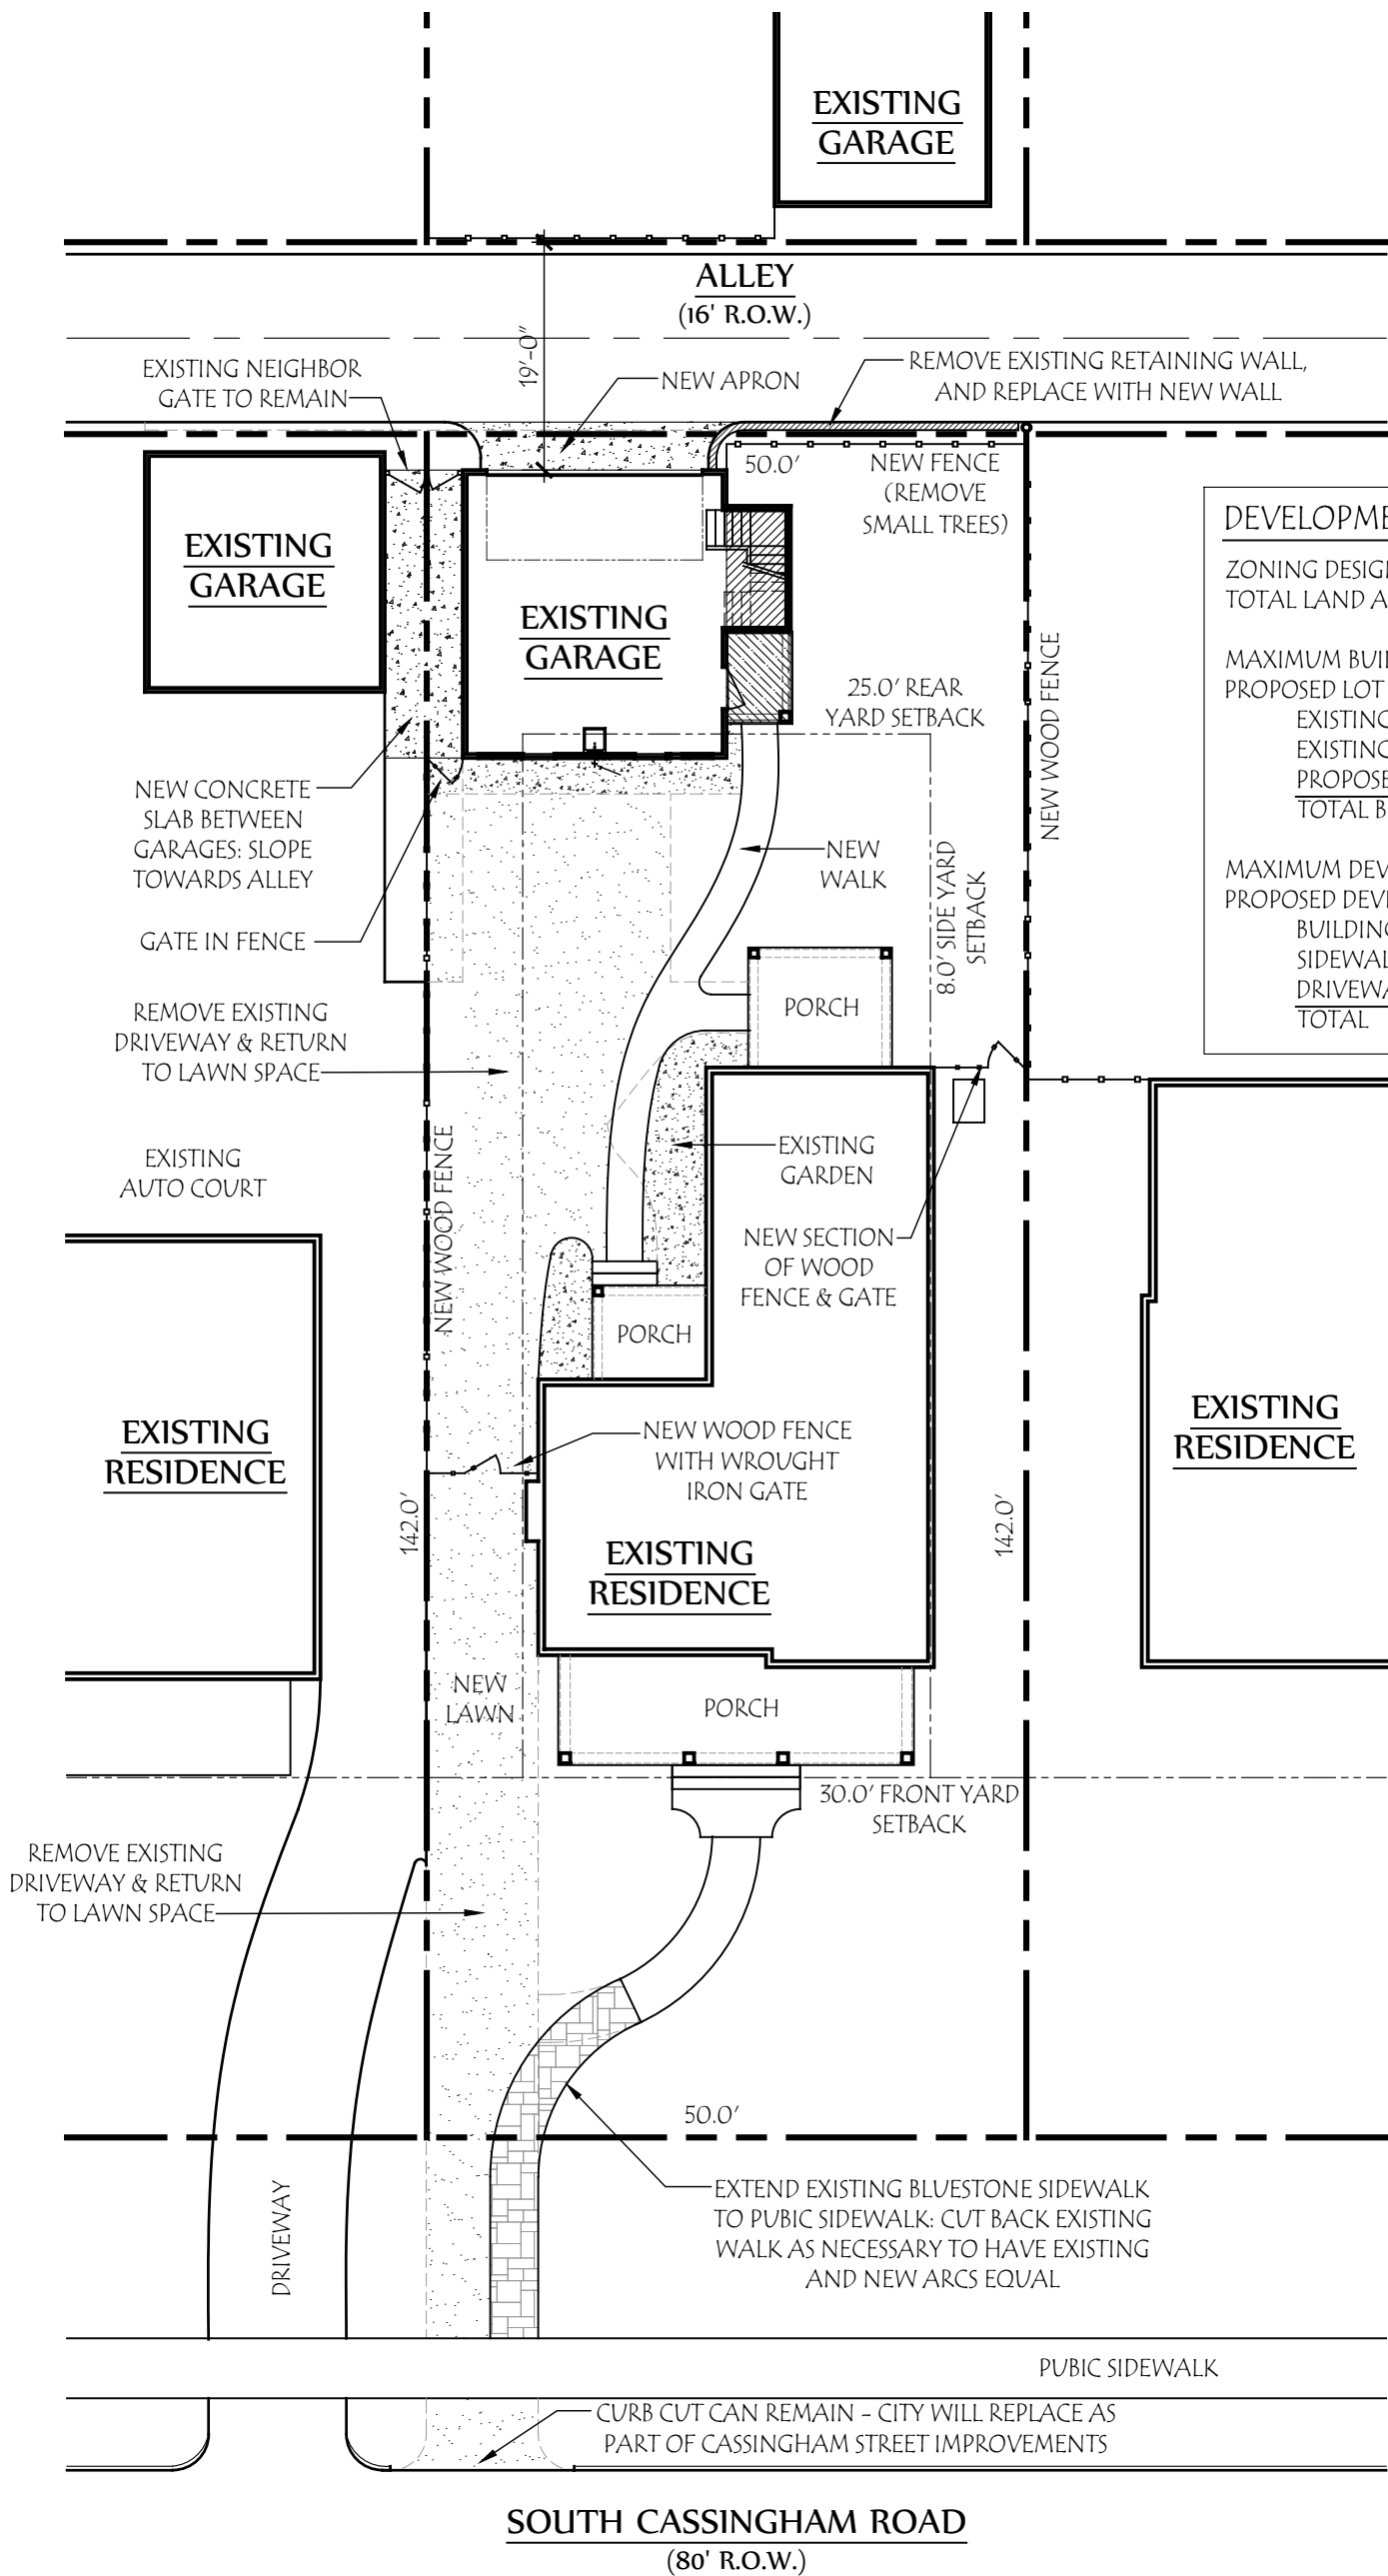 EXISTING
GARAGE
ALLEY
(16' R.O.W.)
19'-0"
EXISTING NEIGHBOR
GATE TO REMAIN
NEW APRON
REMOVE EXISTING RETAINING WALL,
AND REPLACE WITH NEW WALL
50.0'
NEW FENCE
(REMOVE
SMALL TREES)
EXISTING
GARAGE
EXISTING
GARAGE
DEVELOPME
ZONING DESIG
TOTAL LAND A
MAXIMUM BUI
PROPOSED LOT
EXISTING
EXISTING
PROPOSE
TOTAL B
MAXIMUM DEV
PROPOSED DEV
BUILDING
SIDEWAL
DRIVEWA
TOTAL
25.0' REAR
YARD SETBACK
NEW WOOD FENCE
NEW CONCRETE
SLAB BETWEEN
GARAGES: SLOPE
TOWARDS ALLEY
NEW
WALK
8.0' SIDE YARD
SETBACK
GATE IN FENCE
PORCH
REMOVE EXISTING
DRIVEWAY & RETURN
TO LAWN SPACE
EXISTING
AUTO COURT
NEW WOOD FENCE
EXISTING
GARDEN
NEW SECTION
OF WOOD
FENCE & GATE
PORCH
EXISTING
RESIDENCE
NEW WOOD FENCE
WITH WROUGHT
IRON GATE
EXISTING
RESIDENCE
142.0'
142.0'
EXISTING
RESIDENCE
NEW
LAWN
PORCH
30.0' FRONT YARD
SETBACK
REMOVE EXISTING
DRIVEWAY & RETURN
TO LAWN SPACE
50.0'
DRIVEWAY
EXTEND EXISTING BLUESTONE SIDEWALK
TO PUBIC SIDEWALK: CUT BACK EXISTING
WALK AS NECESSARY TO HAVE EXISTING
AND NEW ARCS EQUAL
PUBIC SIDEWALK
CURB CUT CAN REMAIN - CITY WILL REPLACE AS
PART OF CASSINGHAM STREET IMPROVEMENTS
SOUTH CASSINGHAM ROAD
(80' R.O.W.)